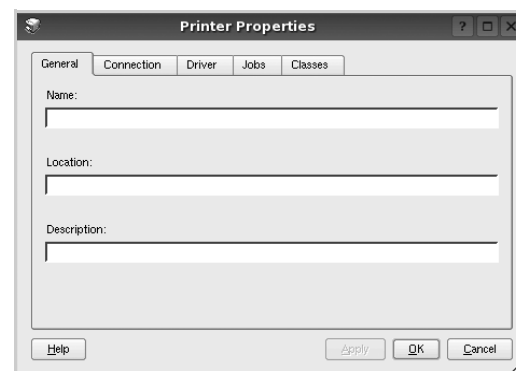 Printer Properties
General Connection Driver Jobs Classes
Name:
Location:
Description:
Help Apply OK Cancel